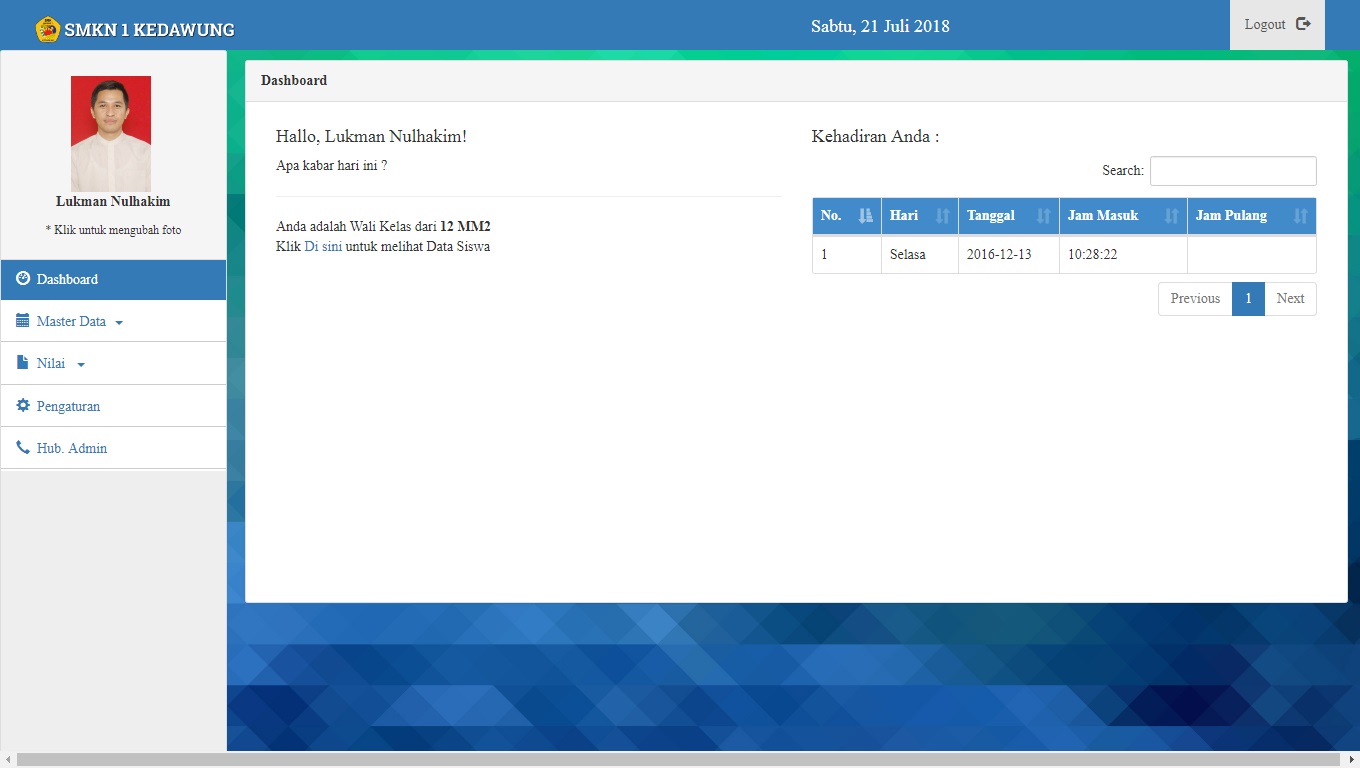 SMKN 1 KEDAWUNG
Sabtu, 21 Juli 2018
Logout
Lukman Nulhakim
* Klik untuk mengubah foto
Dashboard
Master Data
Nilai
Pengaturan
Hub. Admin
Dashboard
Hallo, Lukman Nulhakim!
Apa kabar hari ini ?
Anda adalah Wali Kelas dari 12 MM2
Klik Di sini untuk melihat Data Siswa
Kehadiran Anda :
Search:
No. Hari Tanggal Jam Masuk Jam Pulang
1 Selasa 2016-12-13 10:28:22
Previous 1 Next